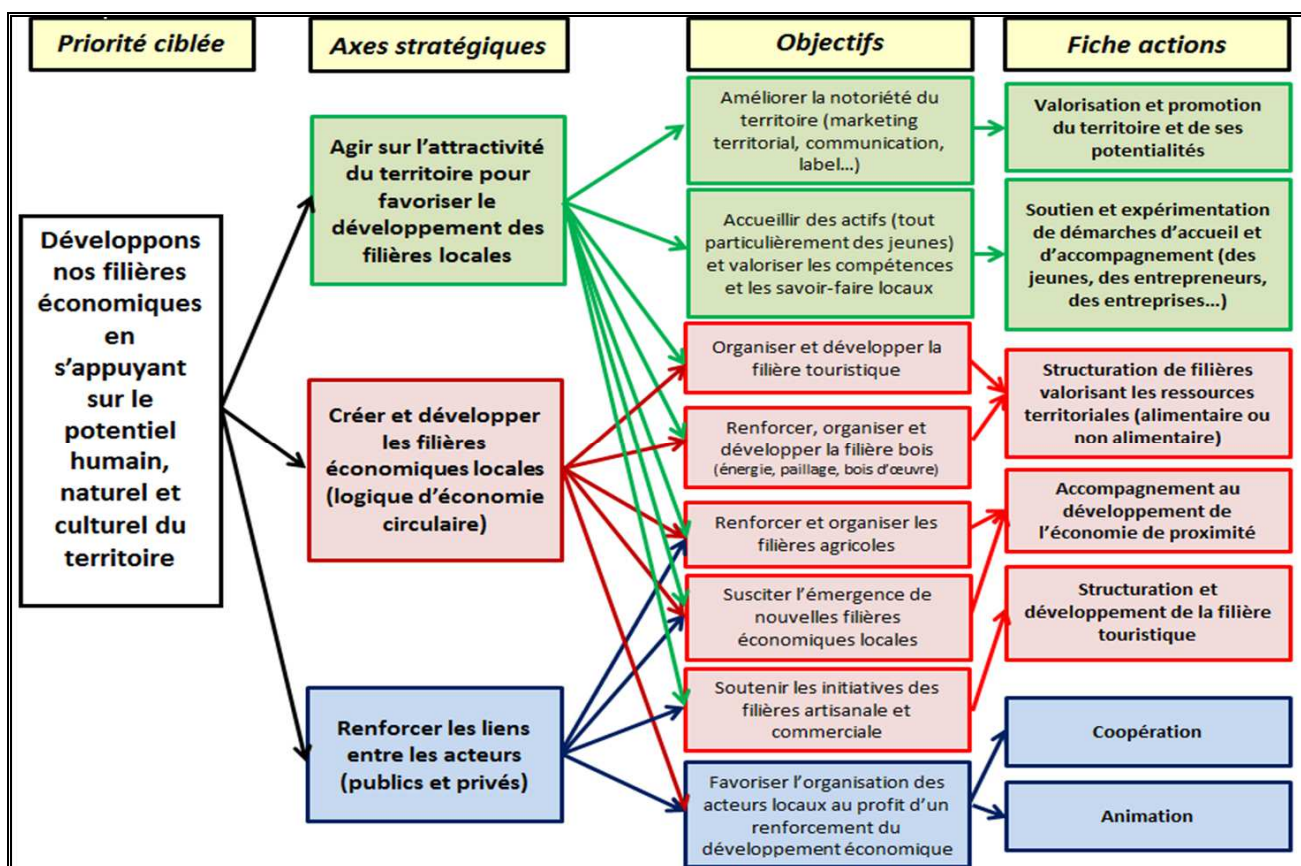 Priorité ciblée
Axes stratégiques
Objectifs
Fiche actions
Développons
nos filières
économiques
en
s’appuyant
sur le
potentiel
humain,
naturel et
culturel du
territoire
Agir sur l’attractivité
du territoire pour
favoriser le
développement des
filières locales
Créer et développer
les filières
économiques locales
(logique d’économie
circulaire)
Renforcer les liens
entre les acteurs
(publics et privés)
Améliorer la notoriété du
territoire (marketing
territorial, communication,
label…)
Accueillir des actifs (tout
particulièrement des jeunes)
et valoriser les compétences
et les savoir-faire locaux
Organiser et développer la
filière touristique
Renforcer, organiser et
développer la filière bois
(énergie, paillage, bois d’œuvre)
Renforcer et organiser les
filières agricoles
Susciter l’émergence de
nouvelles filières
économiques locales
Soutenir les initiatives des
filières artisanale et
commerciale
Favoriser l’organisation des
acteurs locaux au profit d’un
renforcement du
développement économique
Valorisation et promotion
du territoire et de ses
potentialités
Soutien et expérimentation
de démarches d’accueil et
d’accompagnement (des
jeunes, des entrepreneurs,
des entreprises…)
Structuration de filières
valorisant les ressources
territoriales (alimentaire ou
non alimentaire)
Accompagnement au
développement de
l’économie de proximité
Structuration et
développement de la filière
touristique
Coopération
Animation